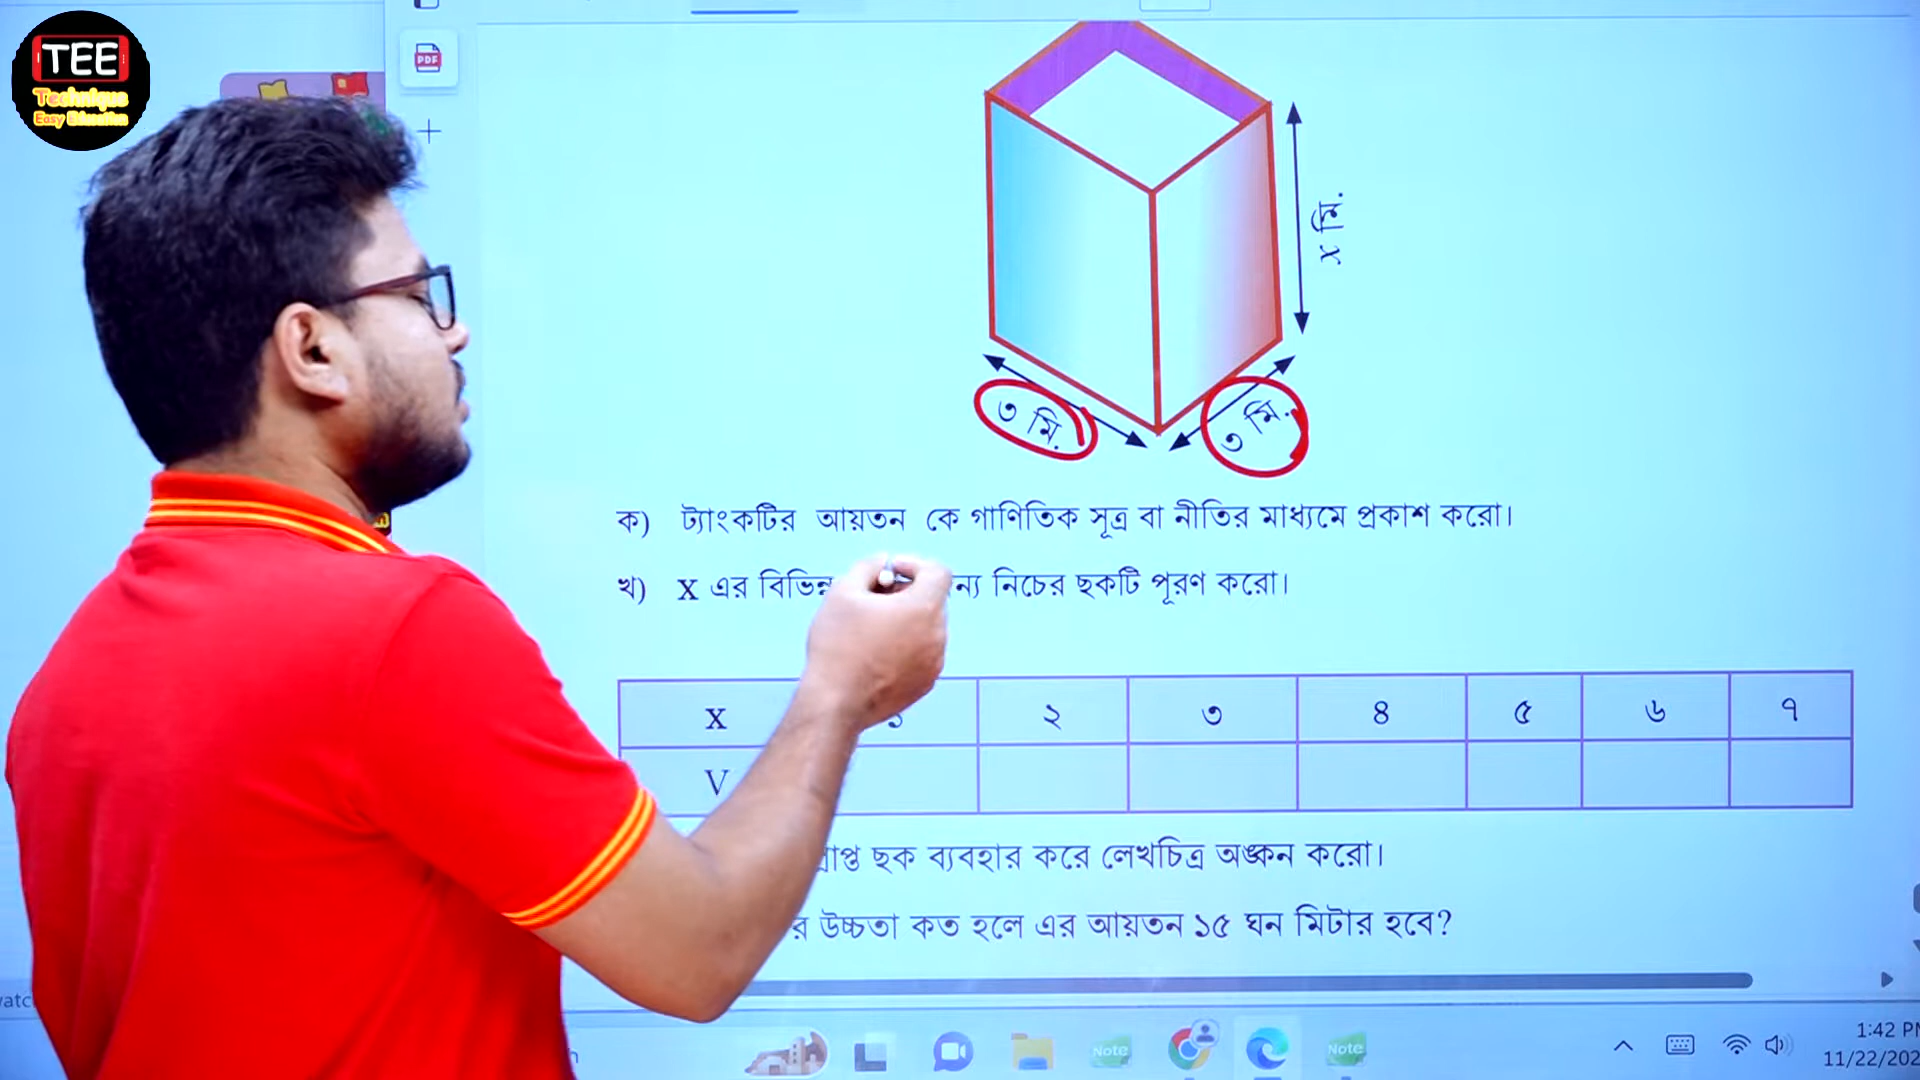 TEE
Technique
Easy Education
PDF
x মি.
৩ মি.
৩ মি.
ক) ট্যাংকটির আয়তন কে গাণিতিক সূত্র বা নীতির মাধ্যমে প্রকাশ করো।
খ) x এর বিভিন্ন নিচের ছকটি পূরণ করো।
x ২ ৩ ৪ ৫ ৬ ৭
V
ছক ব্যবহার করে লেখচিত্র অঙ্কন করো।
উচ্চতা কত হলে এর আয়তন ১৫ ঘন মিটার হবে?
Note
Note
1:42
11/22/202